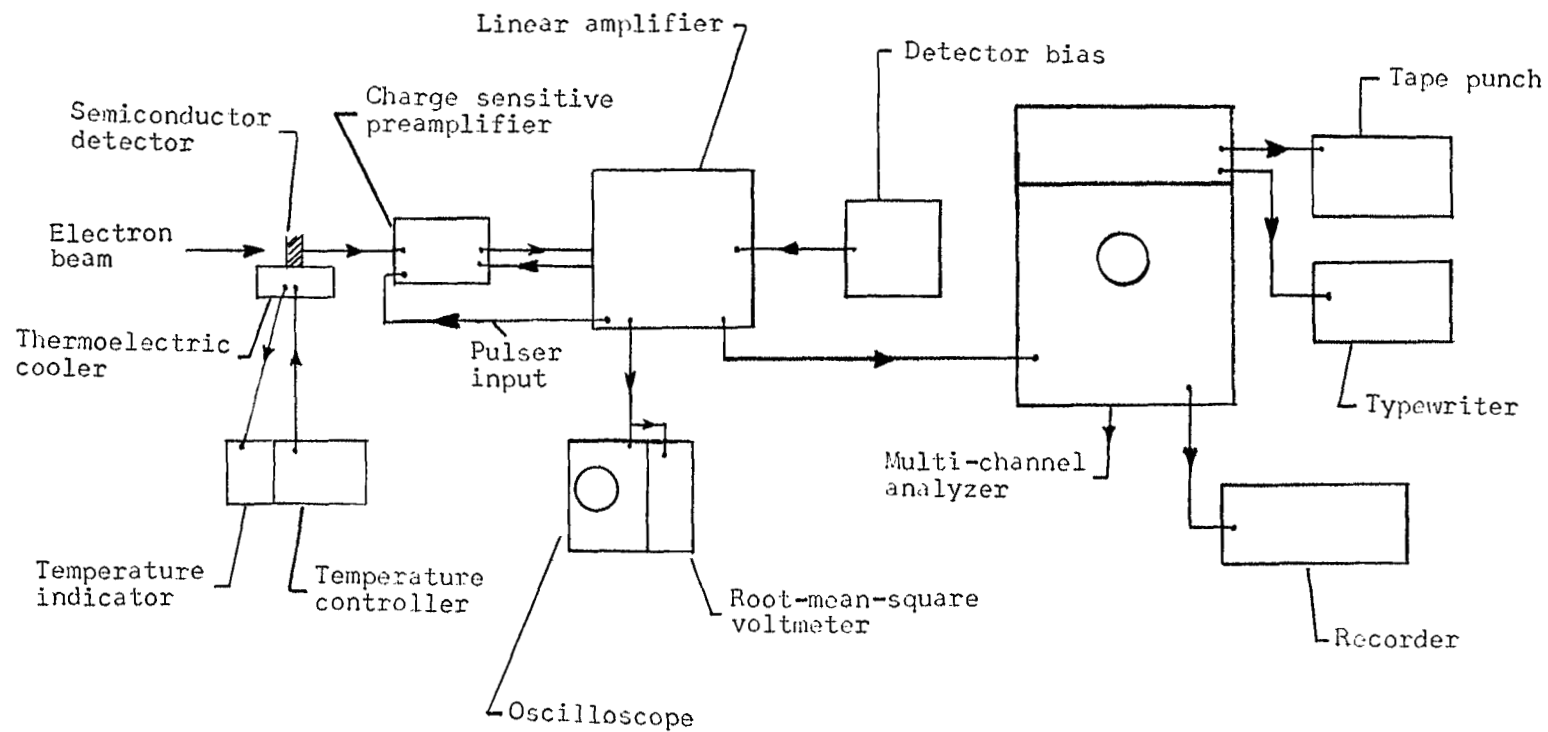 Linear amplifier
Detector bias
Tape punch
Charge sensitive
preamplifier
Semiconductor
detector
Electron
beam
Thermoelectric
cooler
Pulser
input
Typewriter
Multi-channel
analyzer
Temperature
indicator
Temperature
controller
Root-mean-square
voltmeter
Recorder
Oscilloscope